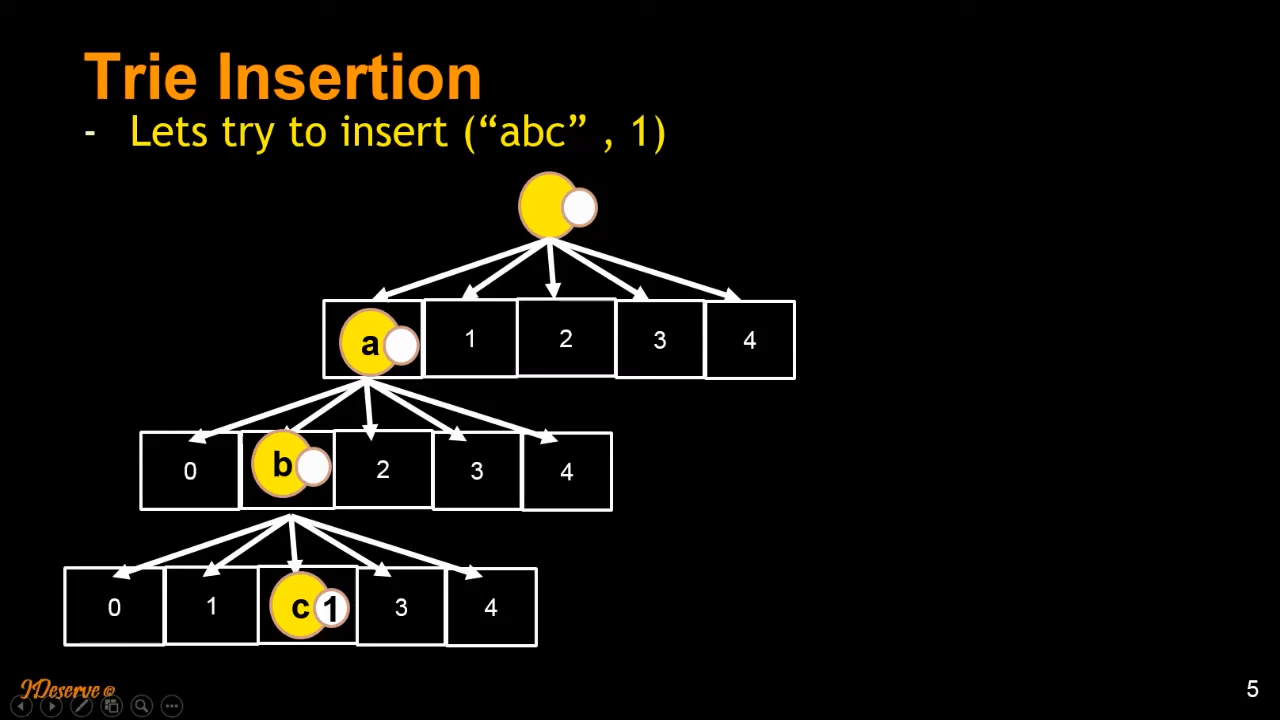 Trie Insertion
- Lets try to insert (“abc” , 1)
a 1 2 3 4
0 b 2 3 4
0 1 c 1 3 4
IDeserve ©
5